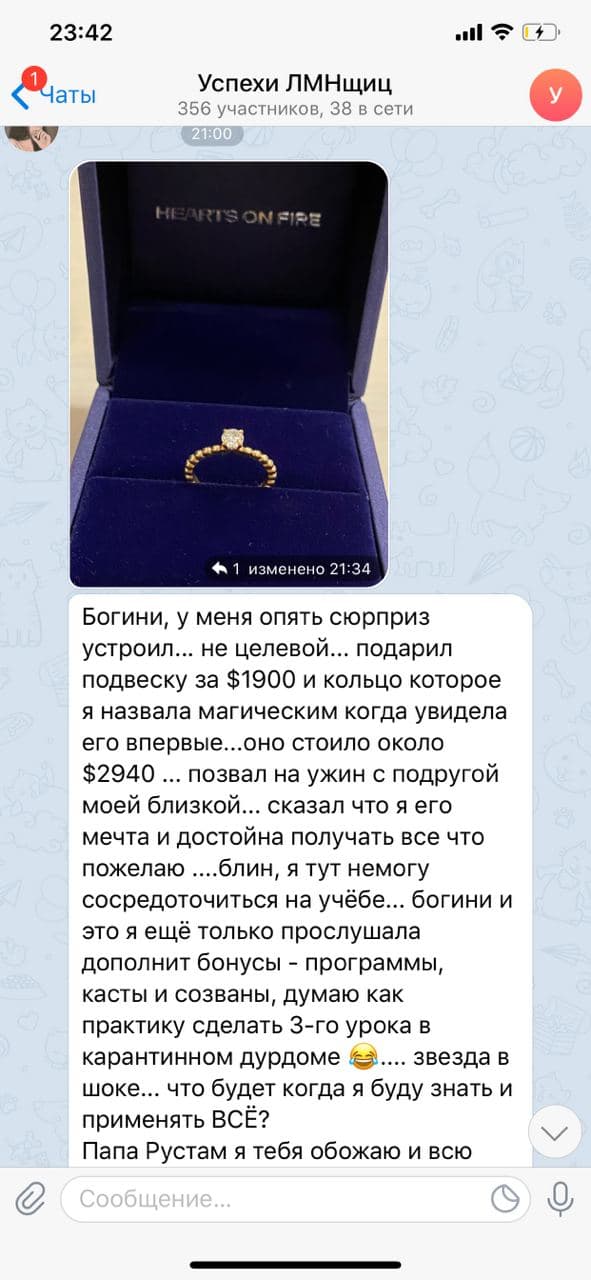 23:42
1
Чаты
Успехи ЛМНщиц
356 участников, 38 в сети
У
21:00
HEARTS ON FIRE
1 изменено 21:34
Богини, у меня опять сюрприз
устроил... не целевой... подарил
подвеску за $1900 и кольцо которое
я назвала магическим когда увидела
его впервые...оно стоило около
$2940 ... позвал на ужин с подругой
моей близкой... сказал что я его
мечта и достойна получать все что
пожелаю ....блин, я тут немогу
сосредоточиться на учёбе... богини и
это я ещё только прослушала
дополнит бонусы - программы,
касты и созваны, думаю как
практику сделать 3-го урока в
карантинном дурдоме 😂.... звезда в
шоке... что будет когда я буду знать и
применять ВСЁ?
Папа Рустам я тебя обожаю и всю
Сообщение...